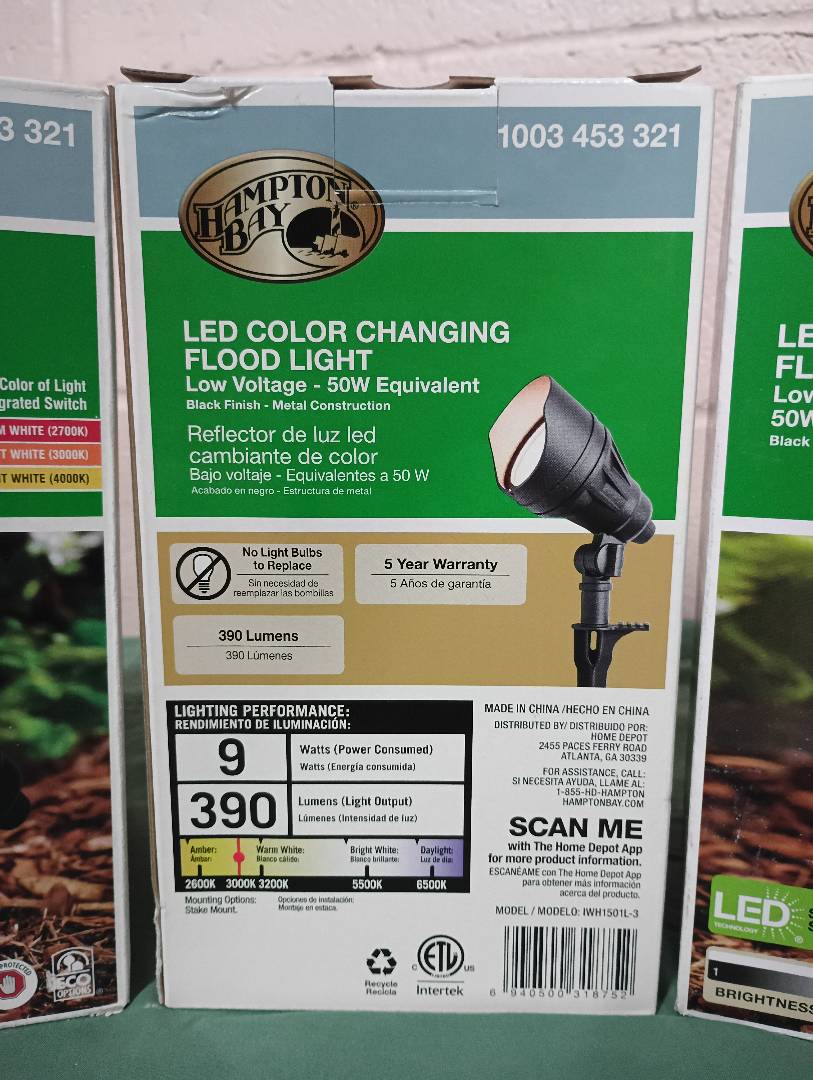 3 321
Color of Light
grated Switch
M WHITE (2700K)
T WHITE (3000K)
T WHITE (4000K)
PROTECTED
ECO
OPTIONS
1003 453 321
HAMPTON
BAY
LED COLOR CHANGING
FLOOD LIGHT
Low Voltage - 50W Equivalent
Black Finish - Metal Construction
Reflector de luz led
cambiante de color
Bajo voltaje - Equivalentes a 50 W
Acabado en negro - Estructura de metal
No Light Bulbs
to Replace
Sin necesidad de
reemplazar las bombillas
5 Year Warranty
5 Años de garantía
390 Lumens
390 Lúmenes
LIGHTING PERFORMANCE:
RENDIMIENTO DE ILUMINACIÓN:
9
Watts (Power Consumed)
Watts (Energía consumida)
390
Lumens (Light Output)
Lúmenes (Intensidad de luz)
Amber:
Ámbar:
Warm White:
Blanco cálido:
Bright White:
Blanco brillante:
Daylight:
Luz de día:
2600K 3000K 3200K 5500K 6500K
Mounting Options:
Stake Mount.
Opciones de instalación:
Montaje en estaca.
MADE IN CHINA /HECHO EN CHINA
DISTRIBUTED BY/ DISTRIBUIDO POR:
HOME DEPOT
2455 PACES FERRY ROAD
ATLANTA, GA 30339
FOR ASSISTANCE, CALL:
SI NECESITA AYUDA, LLAME AL:
1-855-HD-HAMPTON
HAMPTONBAY.COM
SCAN ME
with The Home Depot App
for more product information.
ESCANÉAME con The Home Depot App
para obtener más información
acerca del producto.
MODEL / MODELO: IWH1501L-3
Recycle
Recicla
C ETL US
Intertek
6 940500 318752
LE
FL
Low
50W
Black
LED
TECHNOLOGY
1
BRIGHTNESS